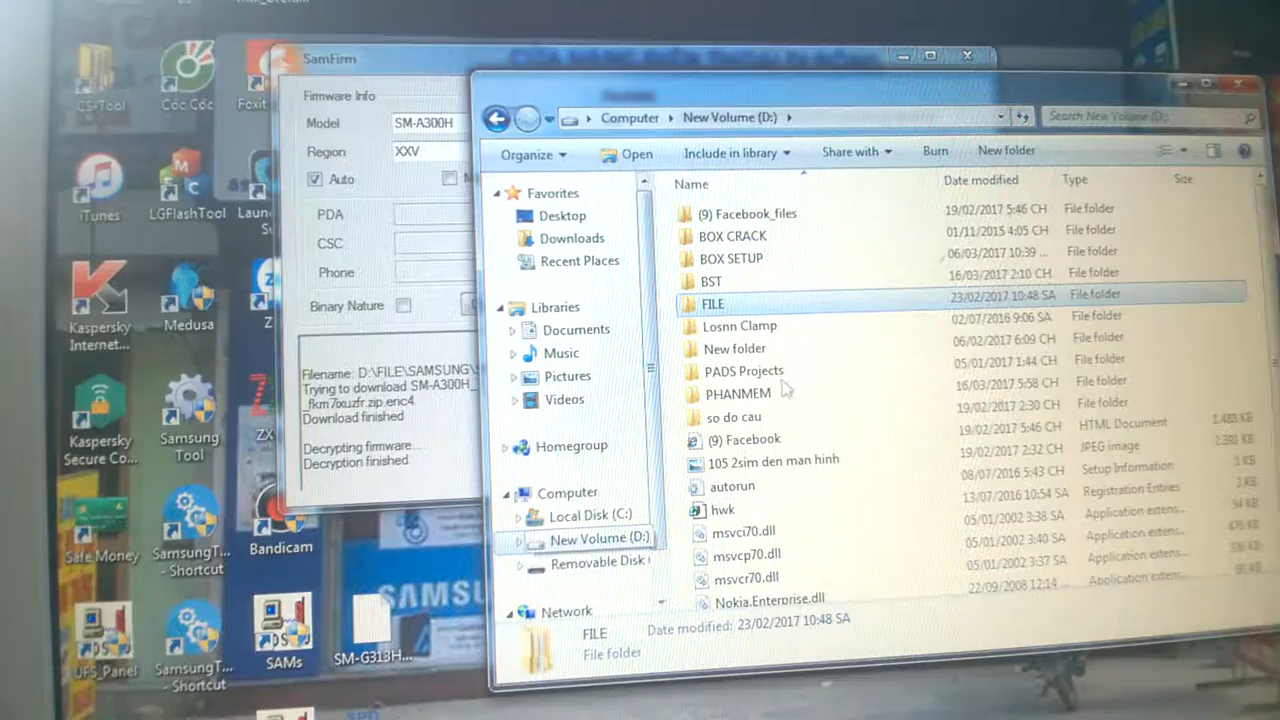 CS-Tool
Cốc Cốc
Foxit
iTunes
LGFlashTool
Laun
Kaspersky
Internet...
Medusa
Z
Kaspersky
Secure Co...
Samsung
Tool
ZX
Safe Money
SamsungT...
- Shortcut
Bandicam
UFS_Panel
SamsungT...
- Shortcut
SAMs
SM-G313H...
SAMSU
SamFirm
Firmware Info
Model
SM-A300H
Region
XXV
Auto
PDA
CSC
Phone
Binary Nature
Filename: D:\FILE\SAMSUNG\
Trying to download SM-A300H_
_fkm7lxuzfr.zip.enc4
Download finished
Decrypting firmware....
Decryption finished
Computer
New Volume (D:)
Search New Volume (D:)
Organize
Open
Include in library
Share with
Burn
New folder
Favorites
Desktop
Downloads
Recent Places
Libraries
Documents
Music
Pictures
Videos
Homegroup
Computer
Local Disk (C:)
New Volume (D:)
Removable Disk
Network
Name Date modified Type Size
(9) Facebook_files 19/02/2017 5:46 CH File folder
BOX CRACK 01/11/2015 4:05 CH File folder
BOX SETUP 06/03/2017 10:39 ... File folder
BST 16/03/2017 2:10 CH File folder
FILE 23/02/2017 10:48 SA File folder
Losnn Clamp 02/07/2016 9:06 SA File folder
New folder 06/02/2017 6:09 CH File folder
PADS Projects 05/01/2017 1:44 CH File folder
PHANMEM 16/03/2017 5:58 CH File folder
so do cau 19/02/2017 2:30 CH File folder
(9) Facebook 19/02/2017 5:46 CH HTML Document
105 2sim den man hinh 19/02/2017 2:32 CH JPEG image
autorun 08/07/2016 5:43 CH Setup Information 1 KB
hwk 13/07/2016 10:54 SA Registration Entries 2 KB
msvci70.dll 05/01/2002 3:38 SA Application extens... 54 KB
msvcp70.dll 05/01/2002 3:40 SA Application extens...
msvcr70.dll 05/01/2002 3:37 SA Application extens...
Nokia.Enterprise.dll 22/09/2008 12:14 ... Application extens...
FILE Date modified: 23/02/2017 10:48 SA
File folder